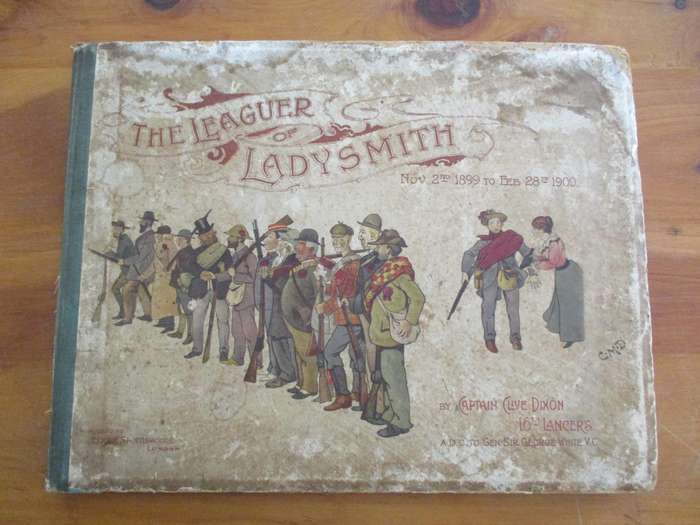 THE LEAGUER
OF
LADYSMITH
NOV. 2ND 1899 TO FEB 28TH 1900.
C.M.D
BY CAPTAIN CLIVE DIXON
16TH LANCERS
A.D.C. TO GEN. SIR. GEORGE WHITE V.C.
LONDON